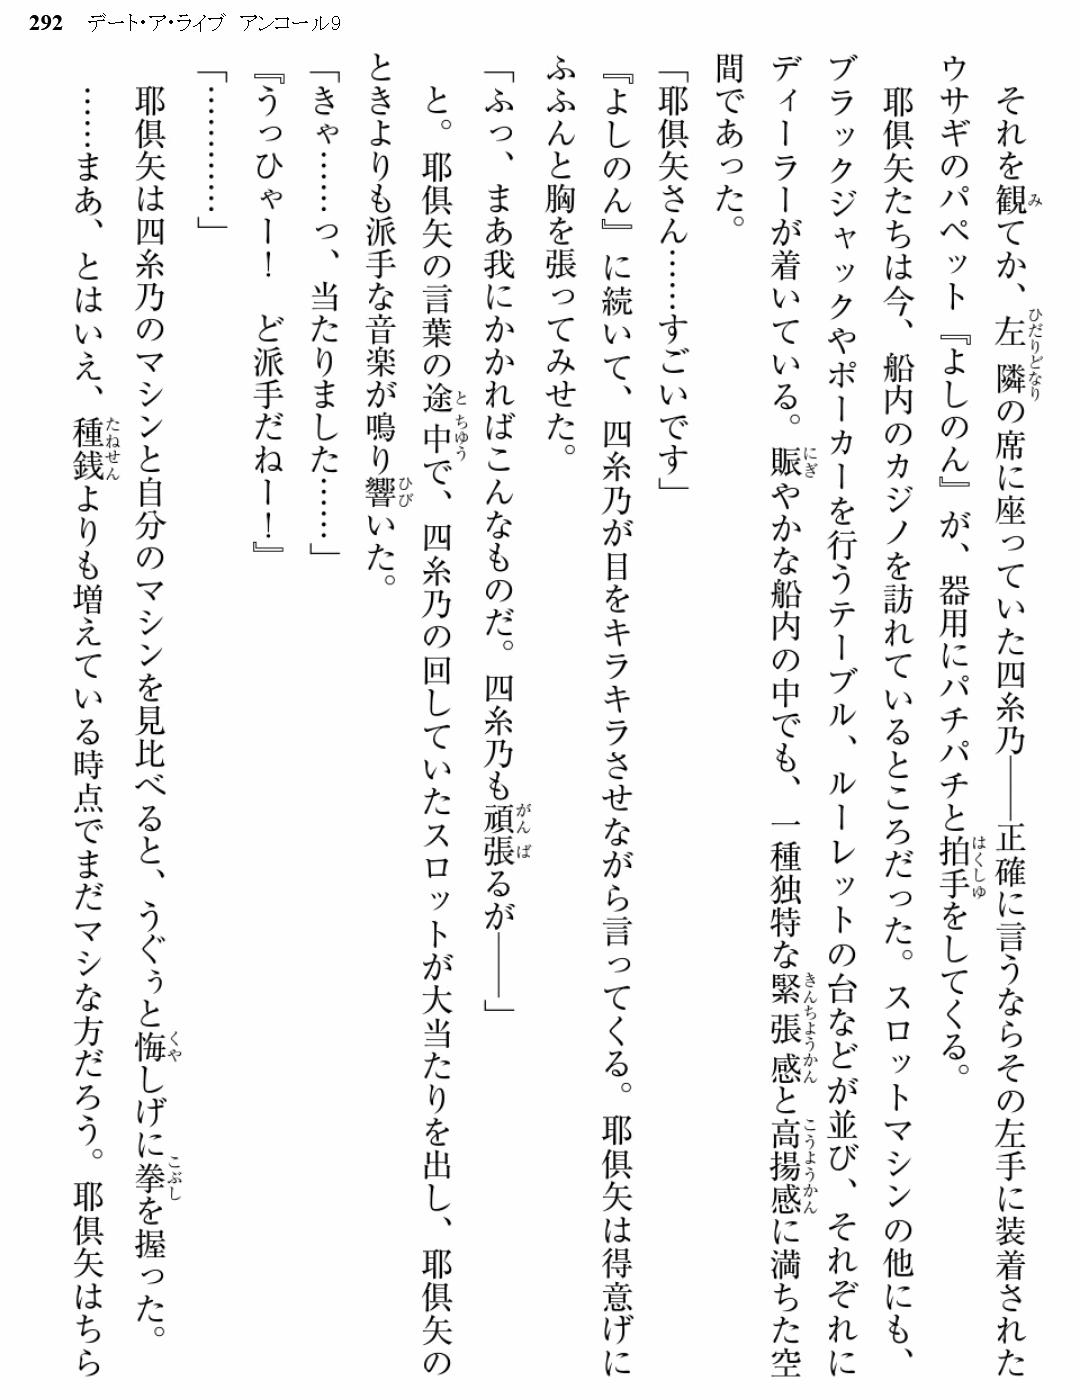 292 デート・ア・ライブ アンコール9
それを観てか、左隣の席に座っていた四糸乃――正確に言うならその左手に装着された
ウサギのパペット『よしのん』が、器用にパチパチと拍手をしてくる。
耶倶矢たちは今、船内のカジノを訪れているところだった。スロットマシンの他にも、
ブラックジャックやポーカーを行うテーブル、ルーレットの台などが並び、それぞれに
ディーラーが着いている。賑やかな船内の中でも、一種独特な緊張感と高揚感に満ちた空
間であった。
「耶倶矢さん……すごいです」
『よしのん』に続いて、四糸乃が目をキラキラさせながら言ってくる。耶倶矢は得意げに
ふふんと胸を張ってみせた。
「ふっ、まあ我にかかればこんなものだ。四糸乃も頑張るが――」
と。耶倶矢の言葉の途中で、四糸乃の回していたスロットが大当たりを出し、耶倶矢の
ときよりも派手な音楽が鳴り響いた。
「きゃ……っ、当たりました……」
『うっひゃー！　ど派手だねー！』
「…………」
耶倶矢は四糸乃のマシンと自分のマシンを見比べると、うぐぅと悔しげに拳を握った。
……まあ、とはいえ、種銭よりも増えている時点でまだマシな方だろう。耶倶矢はちら